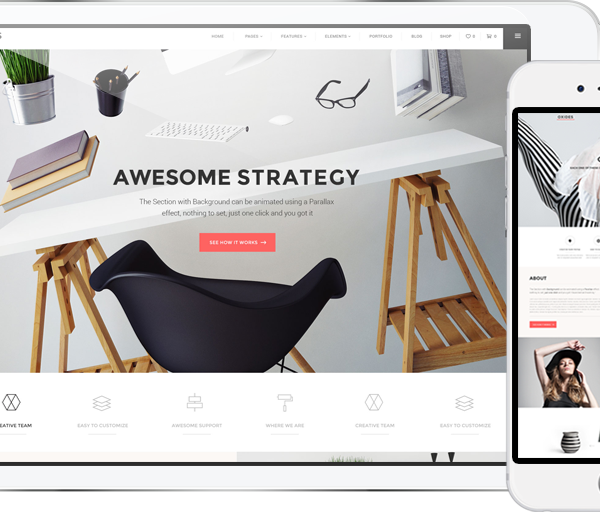 HOME PAGES FEATURES ELEMENTS PORTFOLIO BLOG SHOP 0 0
AWESOME STRATEGY
The Section with Background can be animated using a Parallax
effect, nothing to set, just one click and you got it
SEE HOW IT WORKS
EATIVE TEAM EASY TO CUSTOMIZE AWESOME SUPPORT WHERE WE ARE CREATIVE TEAM EASY TO CUSTOMIZE
ABOUT